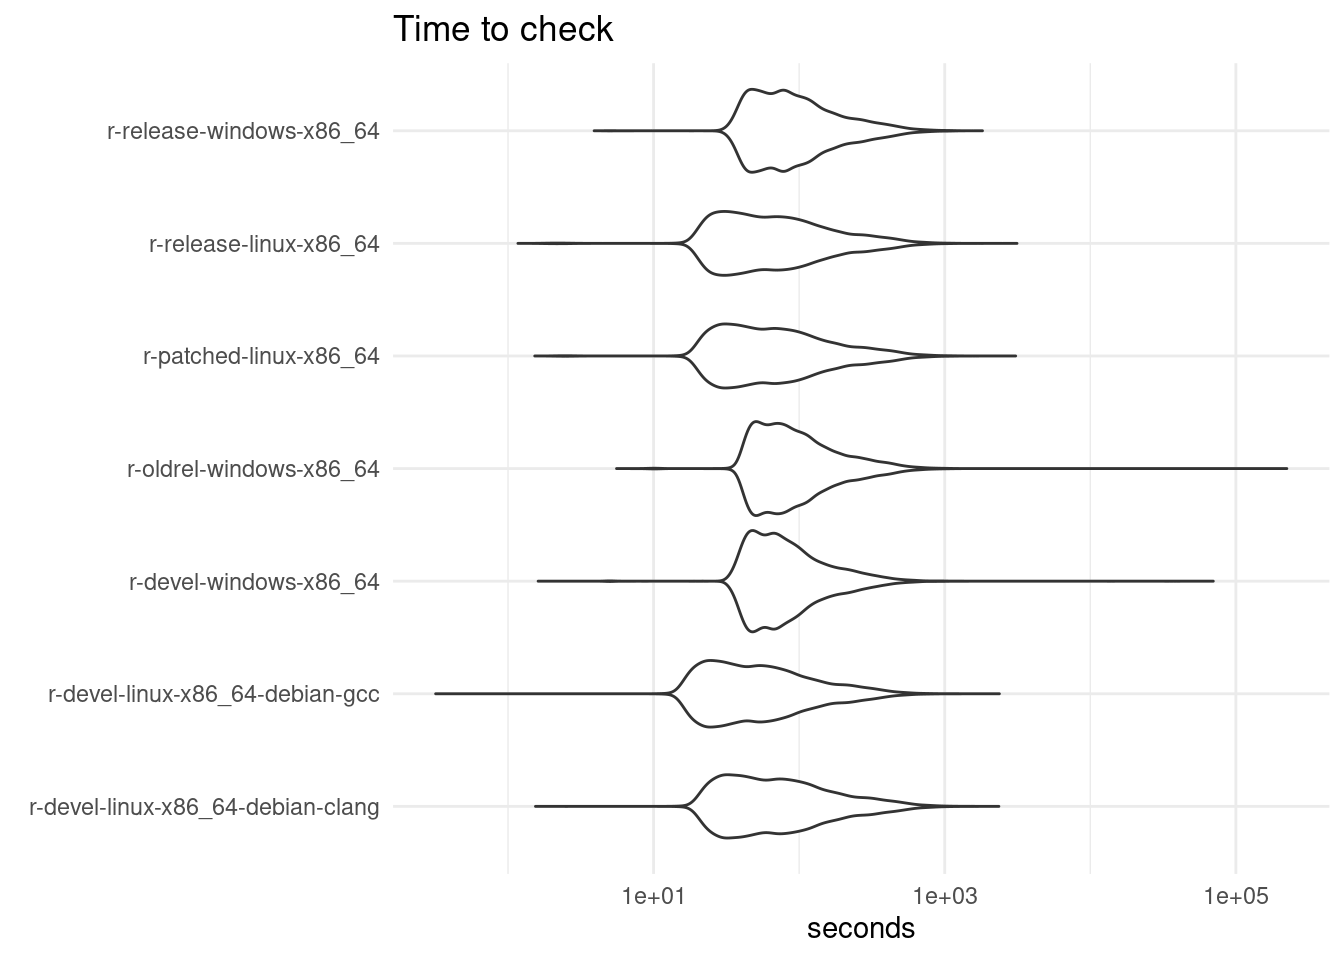 Time to check
r-release-windows-x86_64
r-release-linux-x86_64
r-patched-linux-x86_64
r-oldrel-windows-x86_64
r-devel-windows-x86_64
r-devel-linux-x86_64-debian-gcc
r-devel-linux-x86_64-debian-clang
1e+01 1e+03 1e+05
seconds